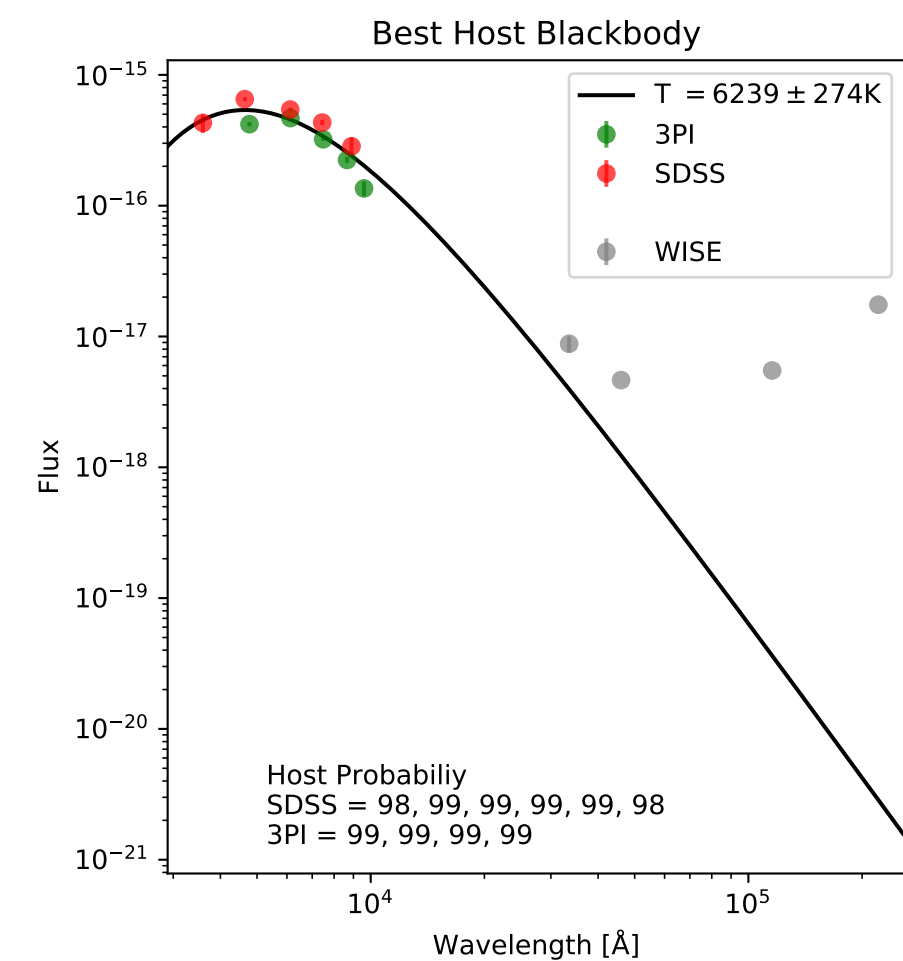 Best Host Blackbody
T = 6239 ± 274K
3PI
SDSS
WISE
10⁻¹⁵
10⁻¹⁶
10⁻¹⁷
10⁻¹⁸
10⁻¹⁹
10⁻²⁰
10⁻²¹
Flux
Host Probabiliy
SDSS = 98, 99, 99, 99, 99, 98
3PI = 99, 99, 99, 99
10⁴ 10⁵
Wavelength [Å]